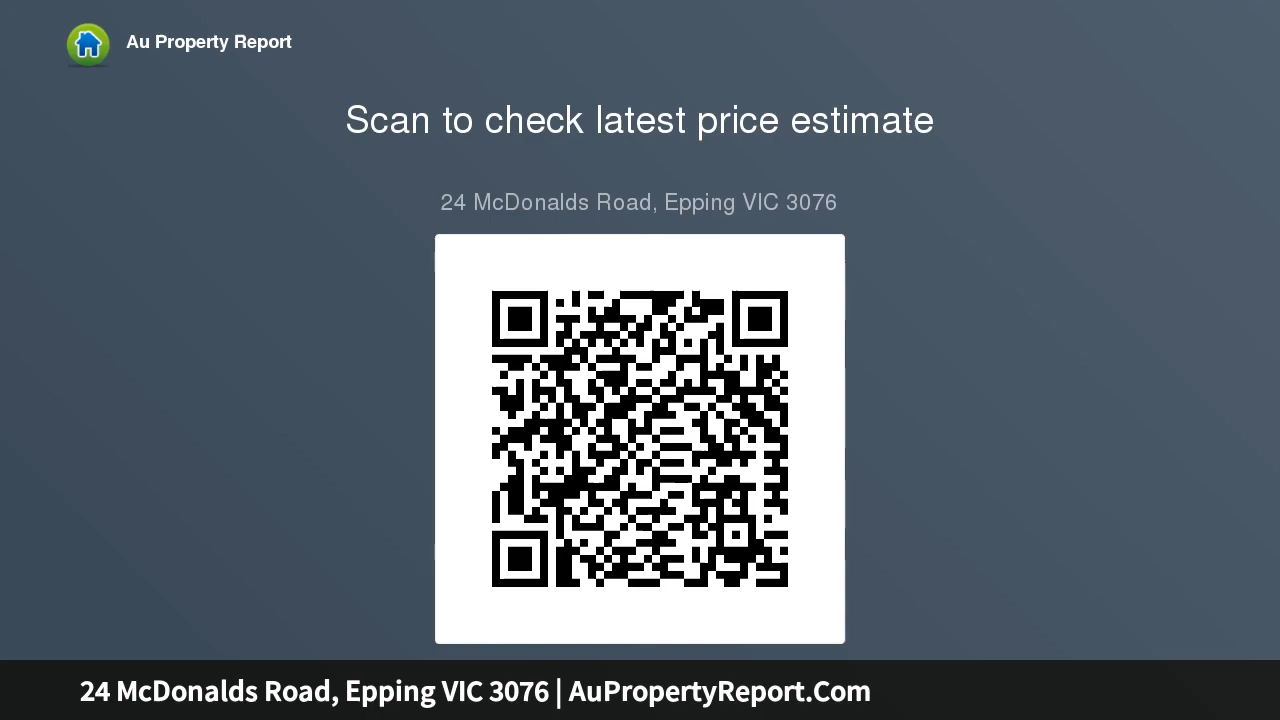 Au Property Report
Scan to check latest price estimate
24 McDonalds Road, Epping VIC 3076
24 McDonalds Road, Epping VIC 3076 | AuPropertyReport.Com